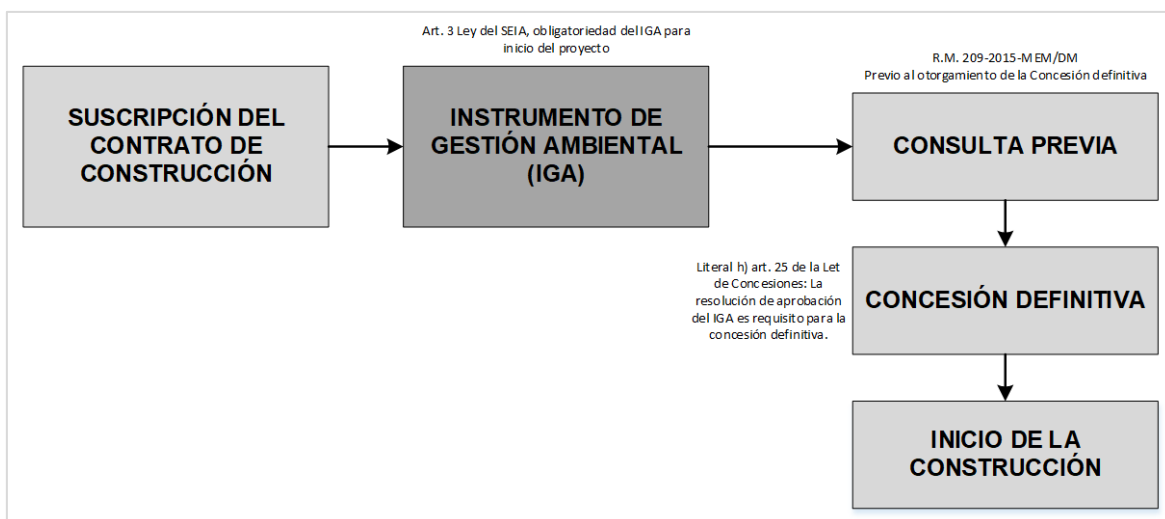 Art. 3 Ley del SEIA, obligatoriedad del IGA para
inicio del proyecto
R.M. 209-2015-MEM/DM
Previo al otorgamiento de la Concesión definitiva
SUSCRIPCIÓN DEL
CONTRATO DE
CONSTRUCCIÓN
INSTRUMENTO DE
GESTIÓN AMBIENTAL
(IGA)
CONSULTA PREVIA
Literal h) art. 25 de la Let
de Concesiones: La
resolución de aprobación
del IGA es requisito para la
concesión definitiva.
CONCESIÓN DEFINITIVA
INICIO DE LA
CONSTRUCCIÓN